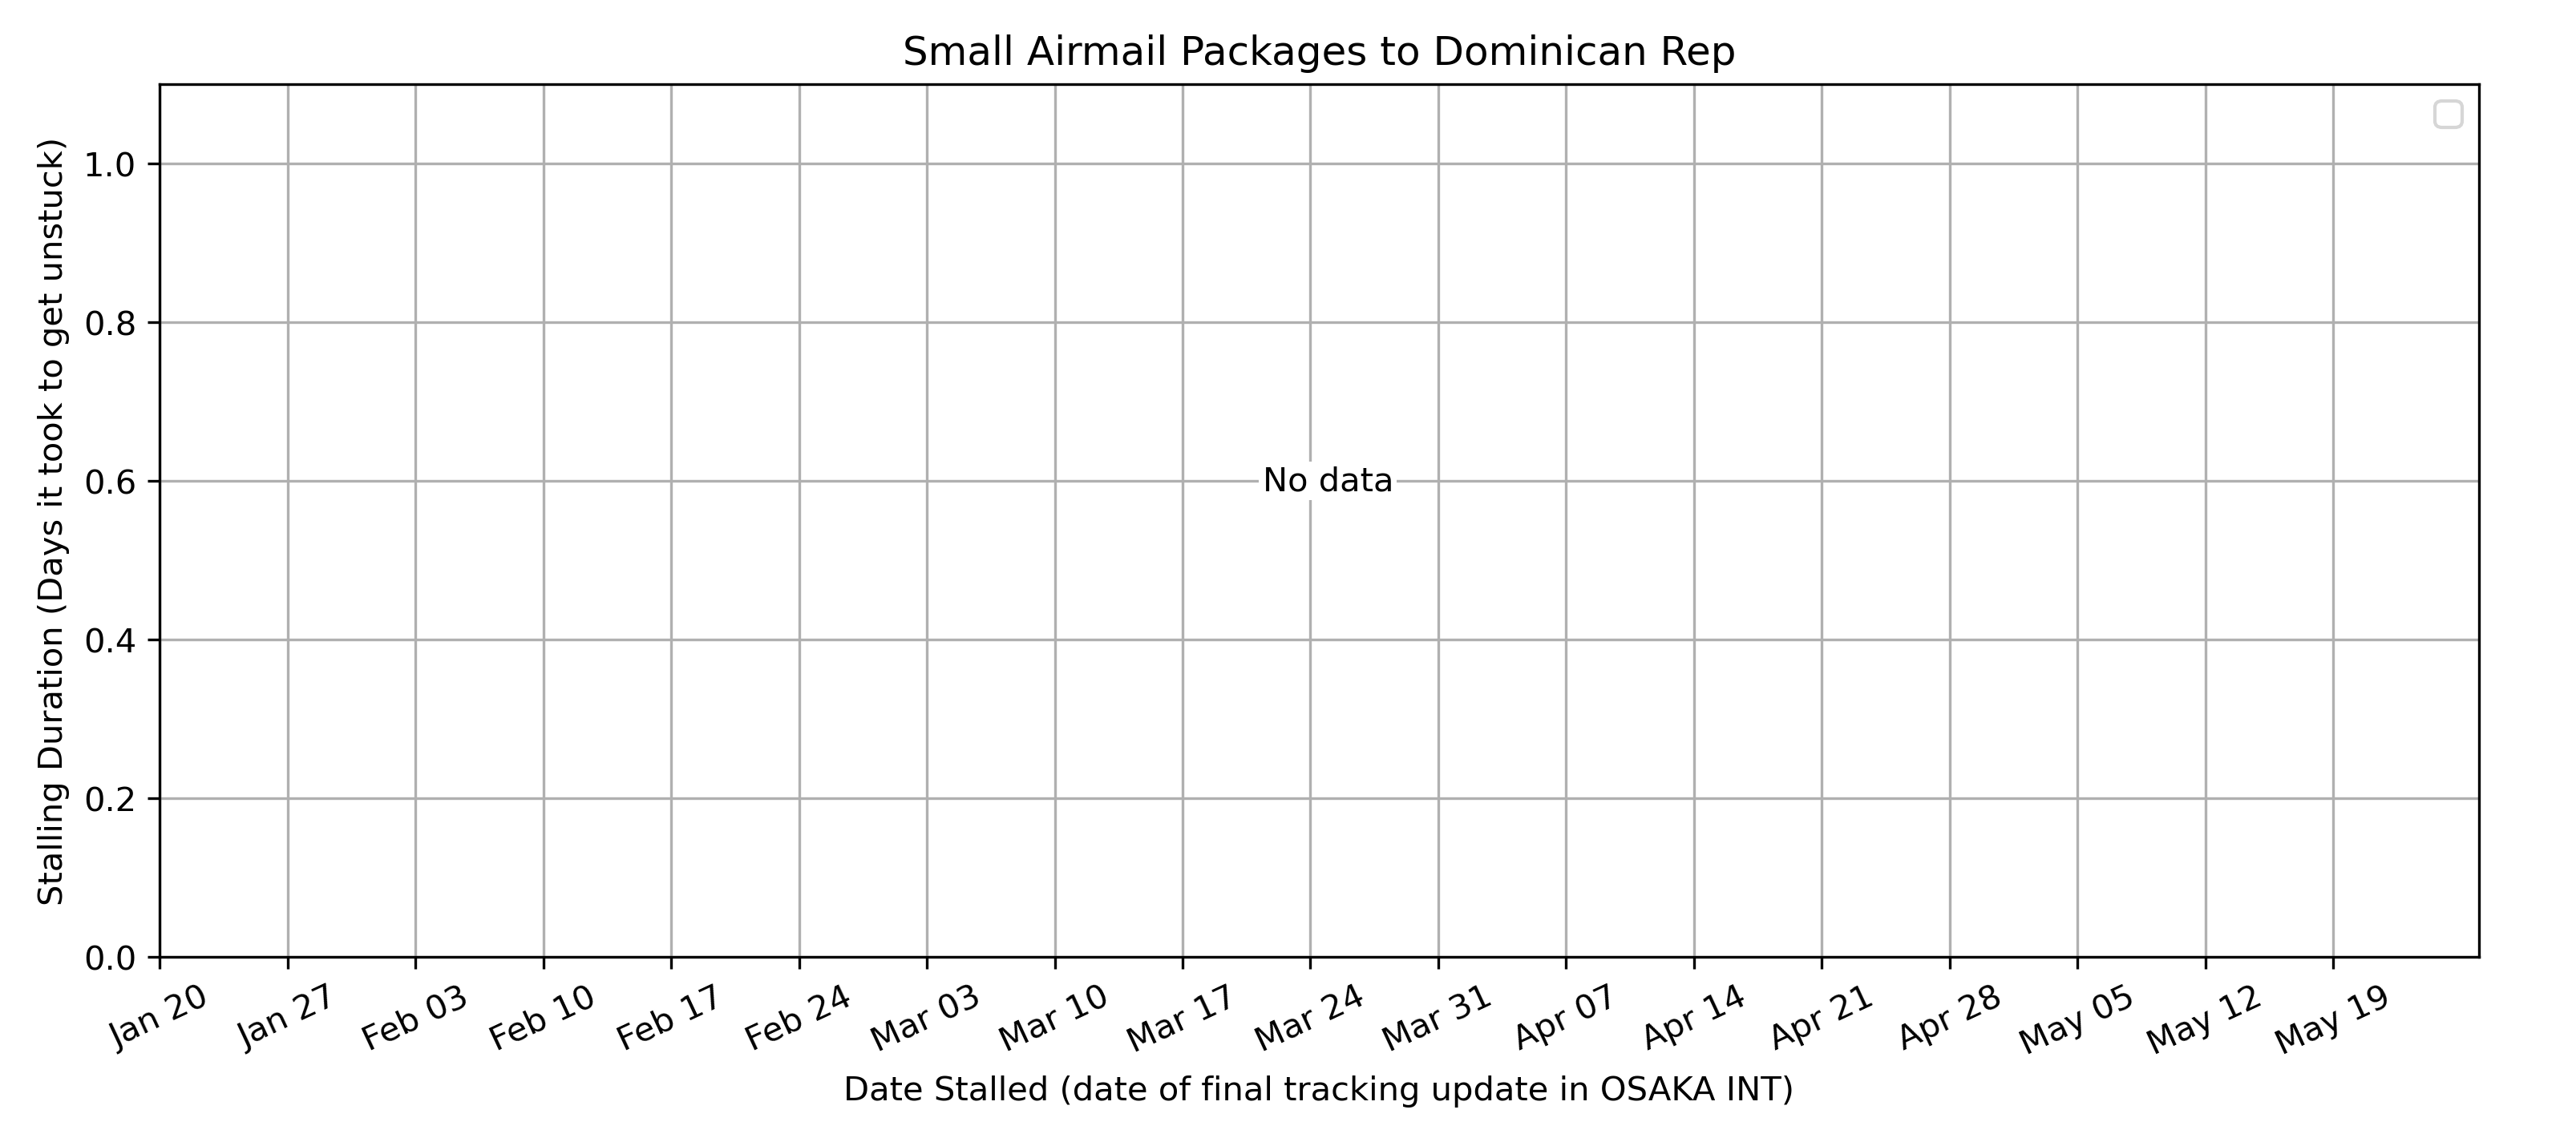 Small Airmail Packages to Dominican Rep
Stalling Duration (Days it took to get unstuck)
1.0
0.8
0.6
0.4
0.2
0.0
No data
Jan 20
Jan 27
Feb 03
Feb 10
Feb 17
Feb 24
Mar 03
Mar 10
Mar 17
Mar 24
Mar 31
Apr 07
Apr 14
Apr 21
Apr 28
May 05
May 12
May 19
Date Stalled (date of final tracking update in OSAKA INT)